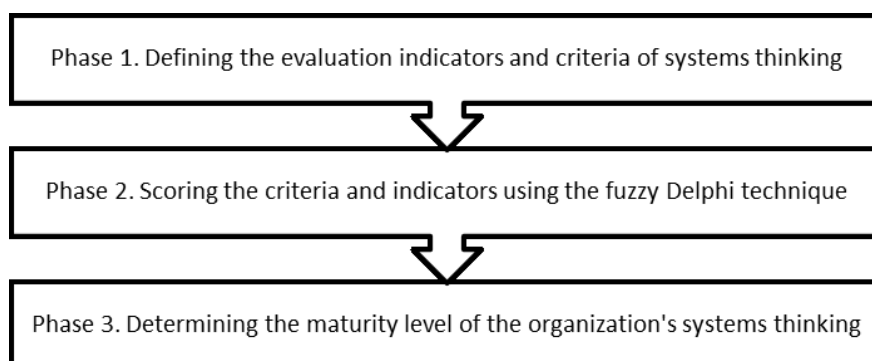 Phase 1. Defining the evaluation indicators and criteria of systems thinking
Phase 2. Scoring the criteria and indicators using the fuzzy Delphi technique
Phase 3. Determining the maturity level of the organization's systems thinking